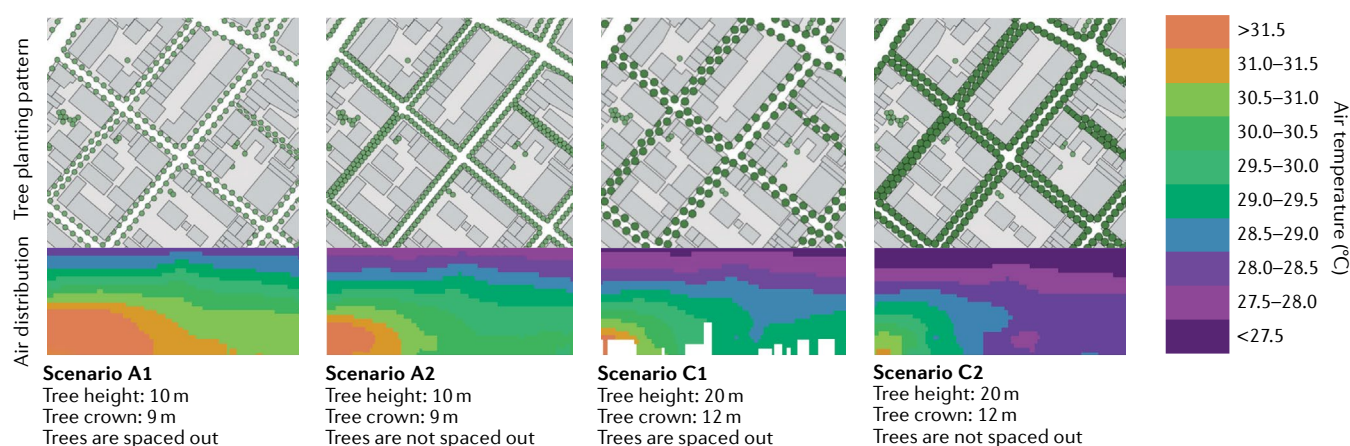 Tree planting pattern
Air distribution
Scenario A1
Tree height: 10 m
Tree crown: 9 m
Trees are spaced out
Scenario A2
Tree height: 10 m
Tree crown: 9 m
Trees are not spaced out
Scenario C1
Tree height: 20 m
Tree crown: 12 m
Trees are spaced out
Scenario C2
Tree height: 20 m
Tree crown: 12 m
Trees are not spaced out
>31.5
31.0–31.5
30.5–31.0
30.0–30.5
29.5–30.0
29.0–29.5
28.5–29.0
28.0–28.5
27.5–28.0
<27.5
Air temperature (°C)